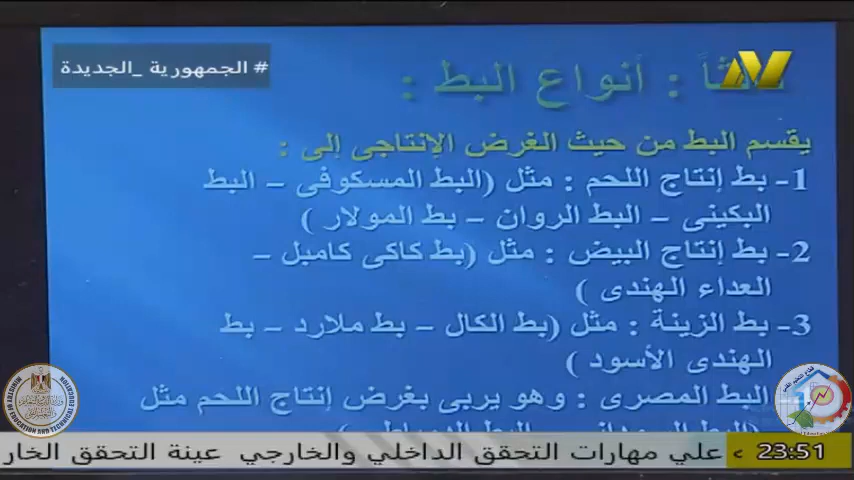 # الجمهورية _الجديدة
: أنواع البط :
يقسم البط من حيث الغرض الإنتاجى إلى :
1- بط إنتاج اللحم : مثل (البط المسكوفى – البط
البكينى – البط الروان – بط المولار )
2- بط إنتاج البيض : مثل (بط كاكى كامبل –
العداء الهندى )
3- بط الزينة : مثل (بط الكال – بط ملارد – بط
الهندى الأسود )
البط المصرى : وهو يربى بغرض إنتاج اللحم مثل
23:51 > علي مهارات التحقق الداخلي والخارجي عينة التحقق الخار